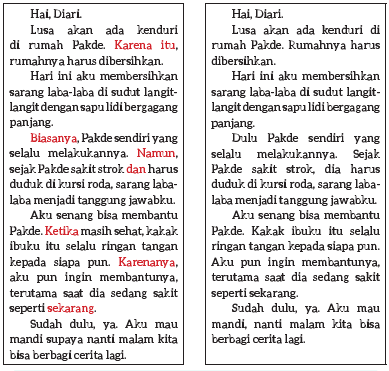 Hai, Diari.
Lusa akan ada kenduri
di rumah Pakde. Karena itu,
rumahnya harus dibersihkan.
Hari ini aku membersihkan
sarang laba-laba di sudut langit-
langit dengan sapu lidi bergagang
panjang.
Biasanya, Pakde sendiri yang
selalu melakukannya. Namun,
sejak Pakde sakit strok dan harus
duduk di kursi roda, sarang laba-
laba menjadi tanggung jawabku.
Aku senang bisa membantu
Pakde. Ketika masih sehat, kakak
ibuku itu selalu ringan tangan
kepada siapa pun. Karenanya,
aku pun ingin membantunya,
terutama saat dia sedang sakit
seperti sekarang.
Sudah dulu, ya. Aku mau
mandi supaya nanti malam kita
bisa berbagi cerita lagi.
Hai, Diari.
Lusa akan ada kenduri di
rumah Pakde. Rumahnya harus
dibersihkan.
Hari ini aku membersihkan
sarang laba-laba di sudut langit-
langit dengan sapu lidi bergagang
panjang.
Dulu Pakde sendiri yang
selalu melakukannya. Sejak
Pakde sakit strok, dia harus
duduk di kursi roda, sarang laba-
laba menjadi tanggung jawabku.
Aku senang bisa membantu
Pakde. Kakak ibuku itu selalu
ringan tangan kepada siapa pun.
Aku pun ingin membantunya,
terutama saat dia sedang sakit
seperti sekarang.
Sudah dulu, ya. Aku mau
mandi, nanti malam kita bisa
berbagi cerita lagi.